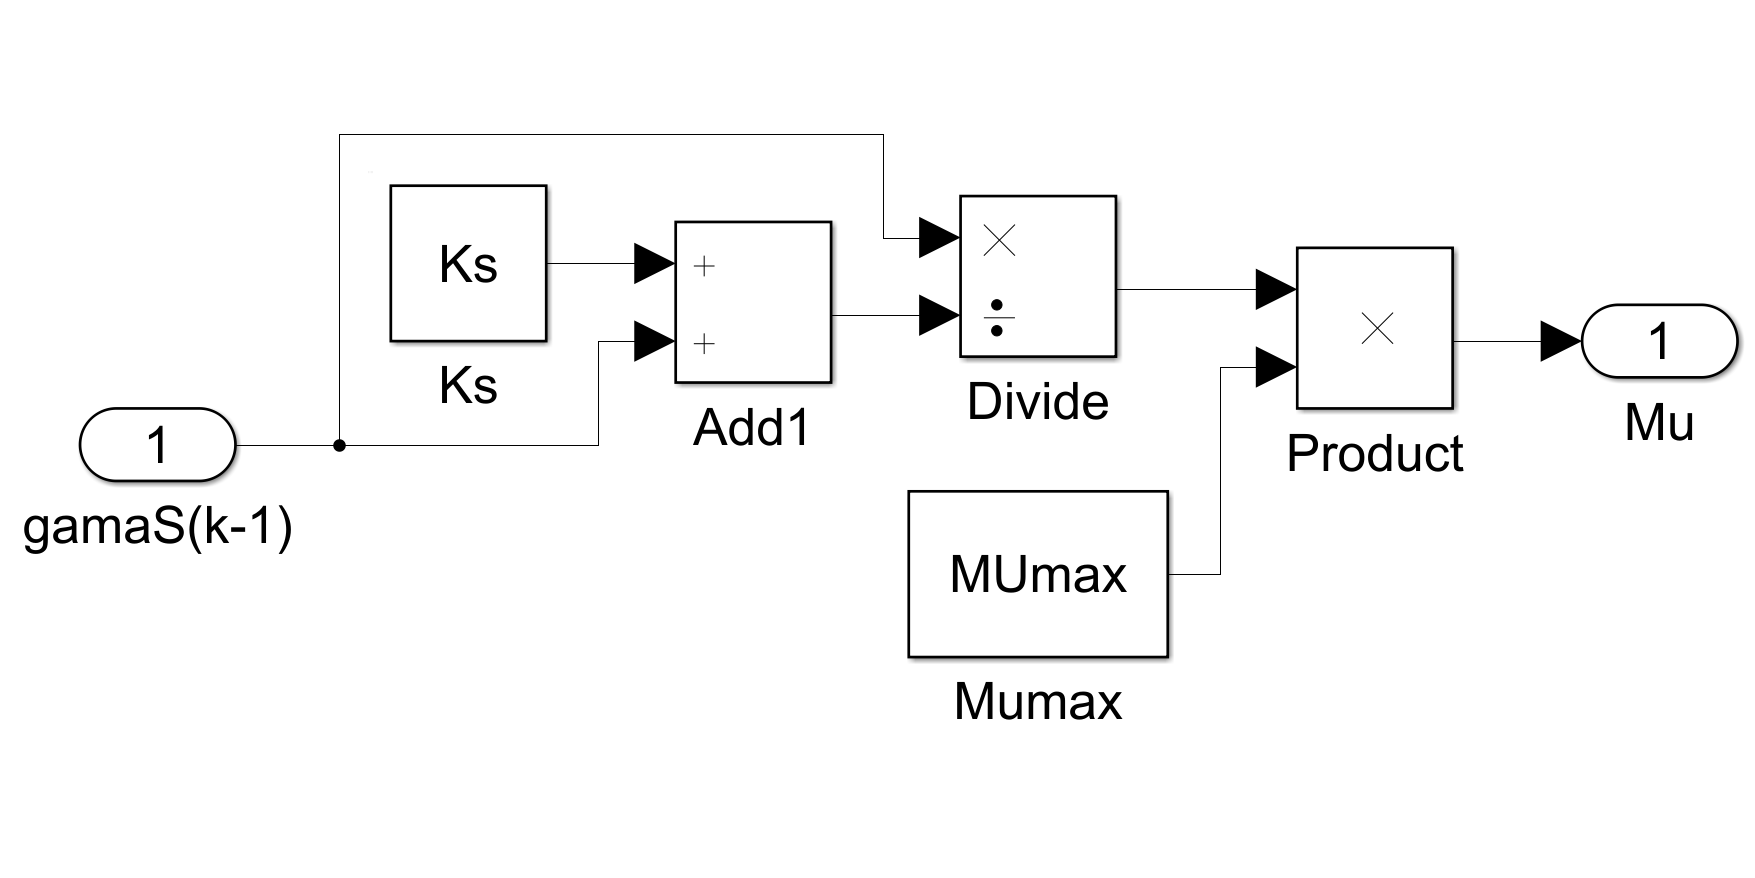 Ks
Ks
+
+
Add1
×
÷
Divide
×
Product
1
Mu
1
gamaS(k-1)
MUmax
Mumax